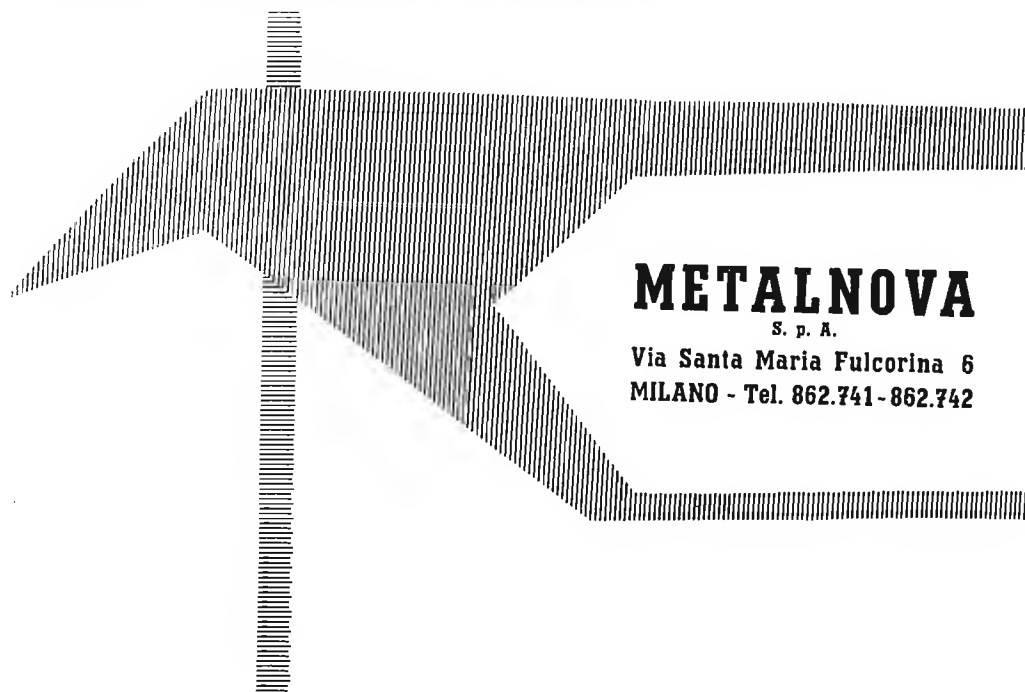 METALNOVA
S. p. A.
Via Santa Maria Fulcorina 6
MILANO - Tel. 862.741-862.742